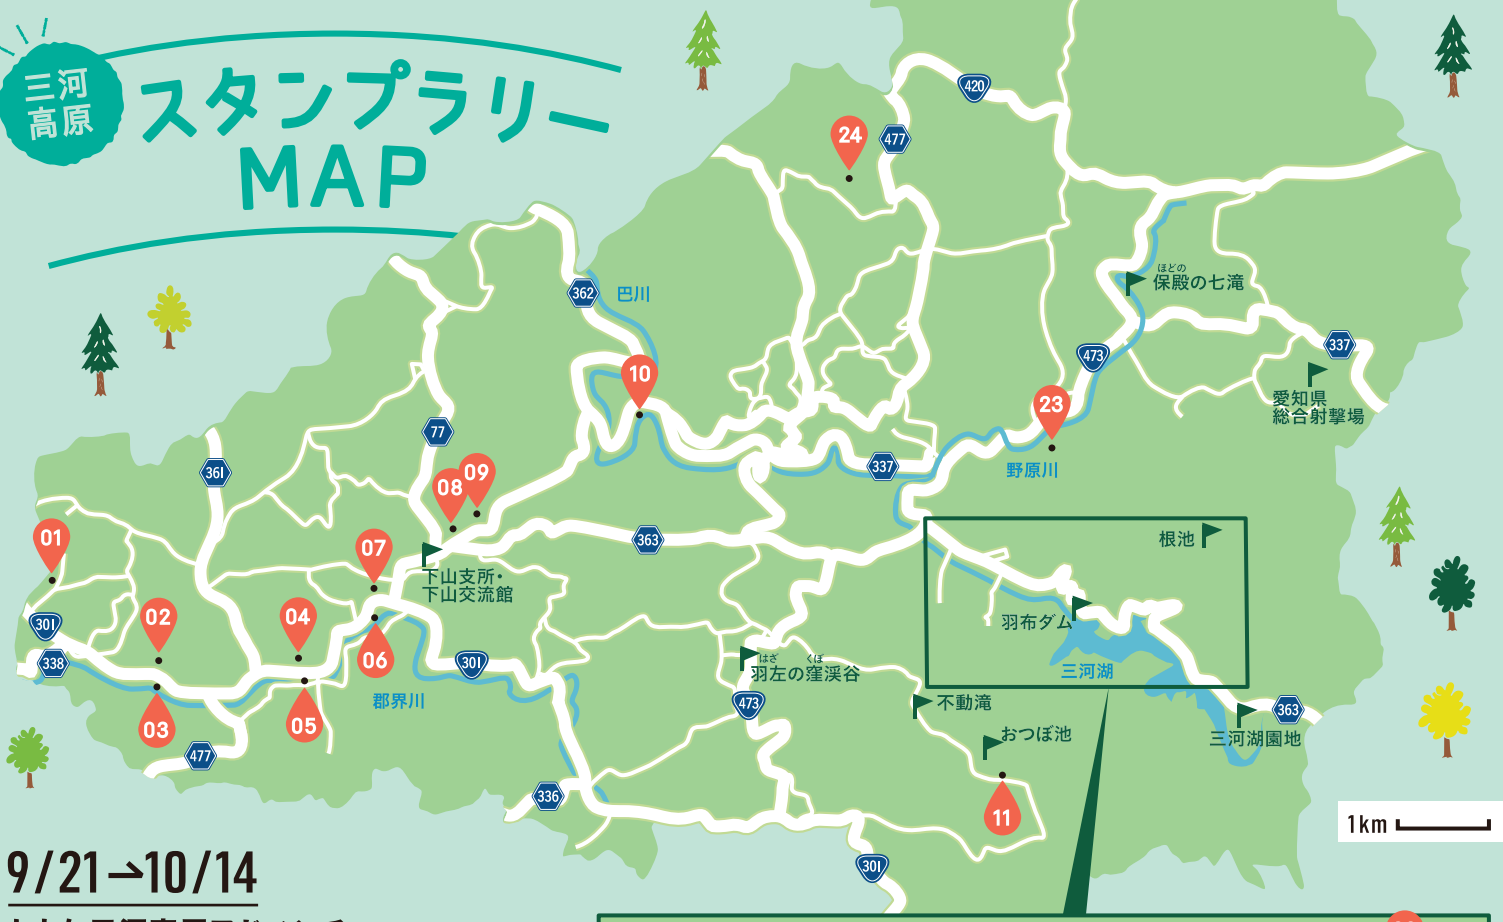 三河
高原
スタンプラリー
MAP
420
24
477
ほどの
保殿の七滝
362
巴川
337
473
10
愛知県
総合射撃場
23
77
361
09
08
337
野原川
01
363
根池
07
下山支所・
下山交流館
02
04
301
羽布ダム
338
06
301
はざ
くぼ
羽左の窪渓谷
三河湖
03
05
郡界川
473
不動滝
363
おつぼ池
三河湖園地
477
336
11
1km
301
9/21→10/14